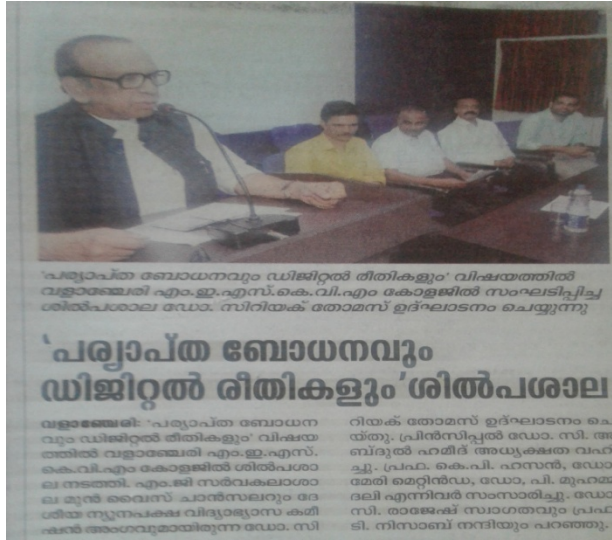 'പര്യാപ്ത ബോധനവും ഡിജിറ്റൽ രീതികളും' വിഷയത്തിൽ
വളാഞ്ചേരി എം.ഇ.എസ്.കെ.വി.എം കോളജിൽ സംഘടിപ്പിച്ച
ശിൽപശാല ഡോ. സിറിയക് തോമസ് ഉദ്ഘാടനം ചെയ്യുന്നു
'പര്യാപ്ത ബോധനവും
ഡിജിറ്റൽ രീതികളും' ശിൽപശാല
വളാഞ്ചേരി: 'പര്യാപ്ത ബോധന
വും ഡിജിറ്റൽ രീതികളും' വിഷയ
ത്തിൽ വളാഞ്ചേരി എം.ഇ.എസ്.
കെ.വി.എം കോളജിൽ ശിൽപശാ
ല നടത്തി. എം.ജി സർവകലാശാ
ല മുൻ വൈസ് ചാൻസലറും ദേ
ശീയ ന്യൂനപക്ഷ വിദ്യാഭ്യാസ കമീ
ഷൻ അംഗവുമായിരുന്ന ഡോ. സി
റിയക് തോമസ് ഉദ്ഘാടനം ചെ
യ്തു. പ്രിൻസിപ്പൽ ഡോ. സി. അ
ബ്ദുൽ ഹമീദ് അധ്യക്ഷത വഹി
ച്ചു. പ്രഫ. കെ.പി. ഹസൻ, ഡോ
മേരി മെറ്റിൻഡ, ഡോ, പി. മുഹമ്മ
ദലി എന്നിവർ സംസാരിച്ചു. ഡോ
സി. രാജേഷ് സ്വാഗതവും പ്രഫ
ടി. നിസാബ് നന്ദിയും പറഞ്ഞു.